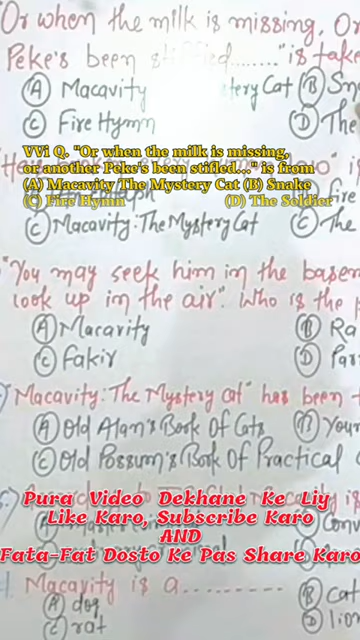 "Or when the milk is missing, Or
Peke's been stifled........" is take
(A) Macavity stery Cat (B) Sna
(C) Fire Hymn (D) The
VVi Q. "Or when the milk is missing,
or another Peke's been stifled..." is from
(A) Macavity The Mystery Cat (B) Snake
(C) Fire Hymn (D) The Soldier
(C) Macavity: The Mystery Cat (C) The
"You may seek him in the basem
look up in the air". Who is the p
(A) Macavity (B) Ra
(C) Fakir (D) Par
Macavity: The Mystery Cat" has been t
(A) Old Alan's Book Of Cats (B) Your
(C) Old Possum's Book Of Practical
Pura Video Dekhane ke Liy
Like Karo, Subscribe Karo
AND
Fata-Fat Dosto Ke Pas Share Karo
Macavity is a..........
(A) dog (B) cat
(C) rat (D) lion